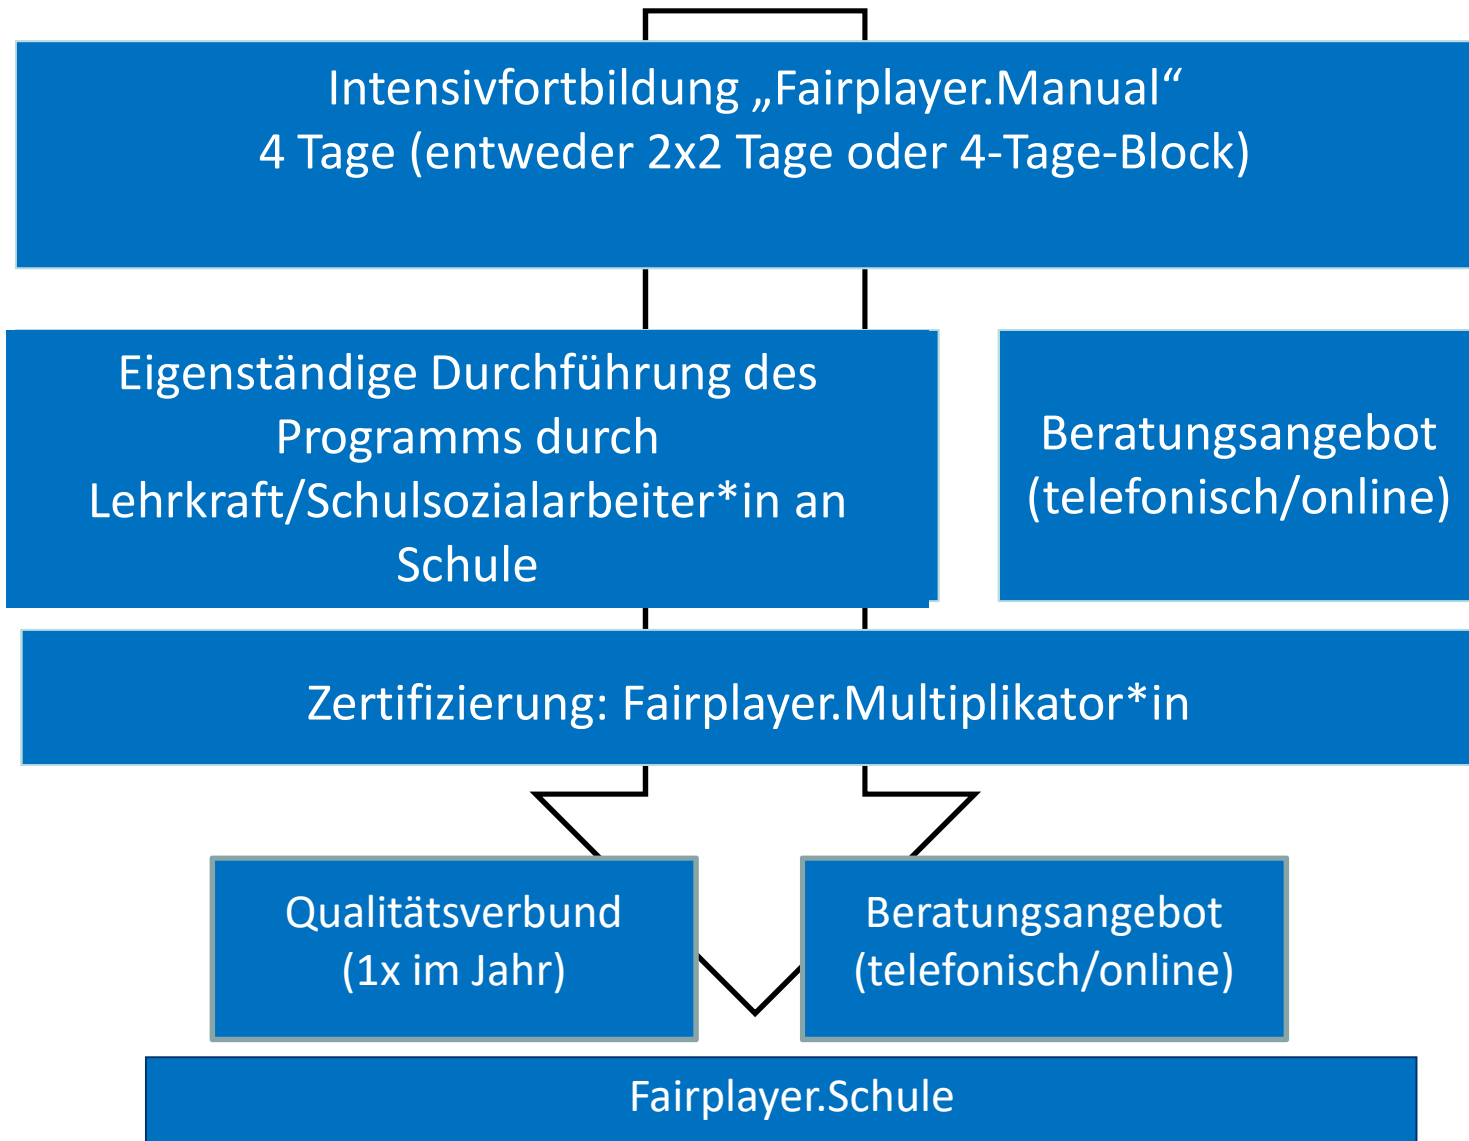 Intensivfortbildung „Fairplayer.Manual“
4 Tage (entweder 2x2 Tage oder 4-Tage-Block)
Eigenständige Durchführung des
Programms durch
Lehrkraft/Schulsozialarbeiter*in an
Schule
Beratungsangebot
(telefonisch/online)
Zertifizierung: Fairplayer.Multiplikator*in
Qualitätsverbund
(1x im Jahr)
Beratungsangebot
(telefonisch/online)
Fairplayer.Schule